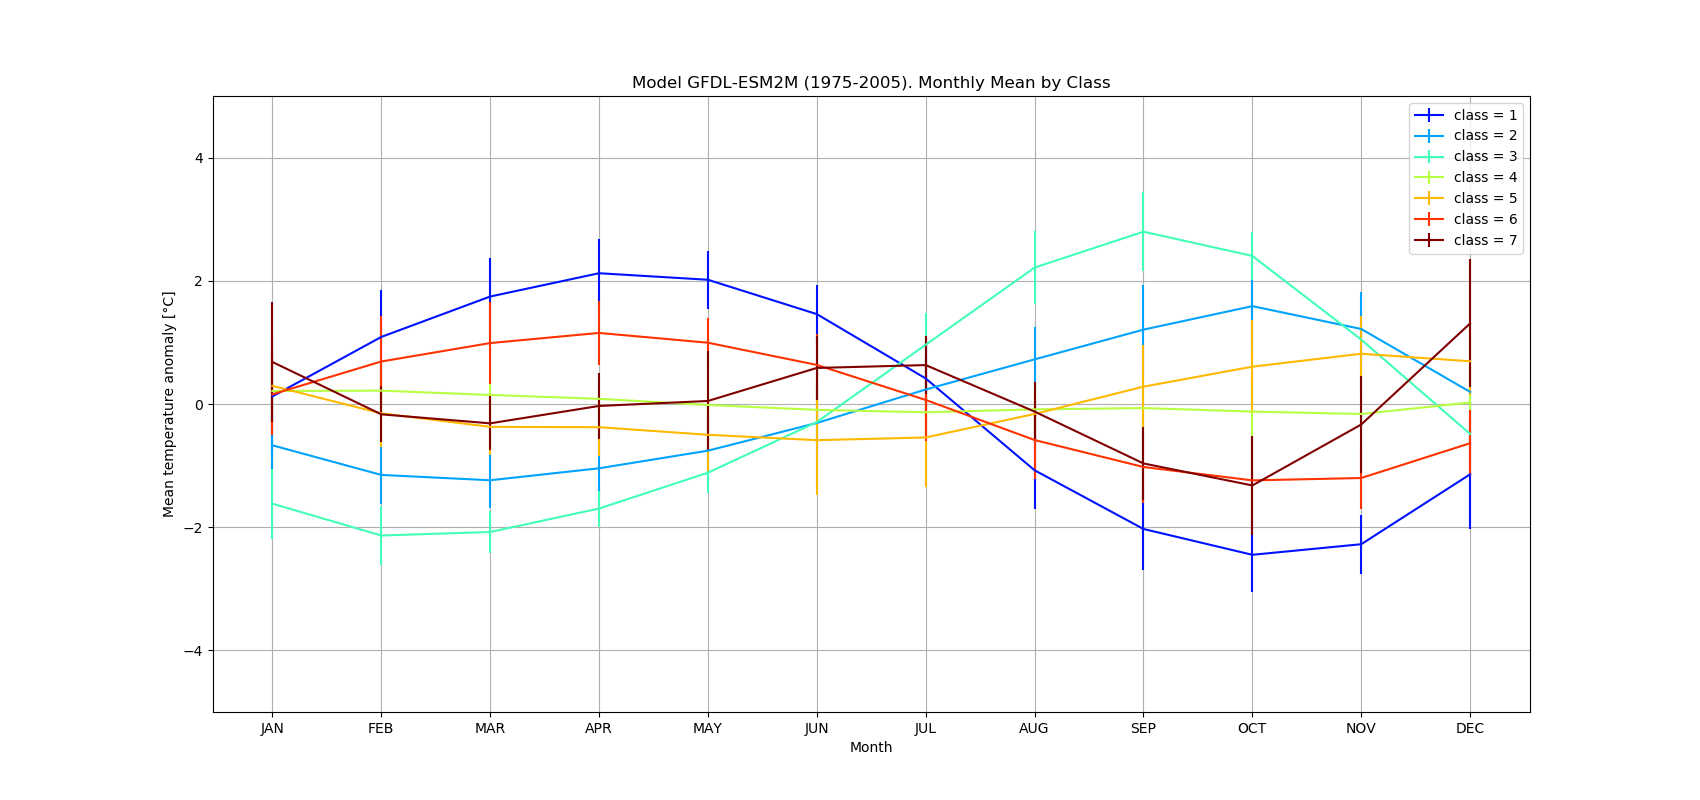 Model GFDL-ESM2M (1975-2005). Monthly Mean by Class
class = 1
class = 2
class = 3
class = 4
class = 5
class = 6
class = 7
Mean temperature anomaly [°C]
4
2
0
−2
−4
JAN FEB MAR APR MAY JUN JUL AUG SEP OCT NOV DEC
Month